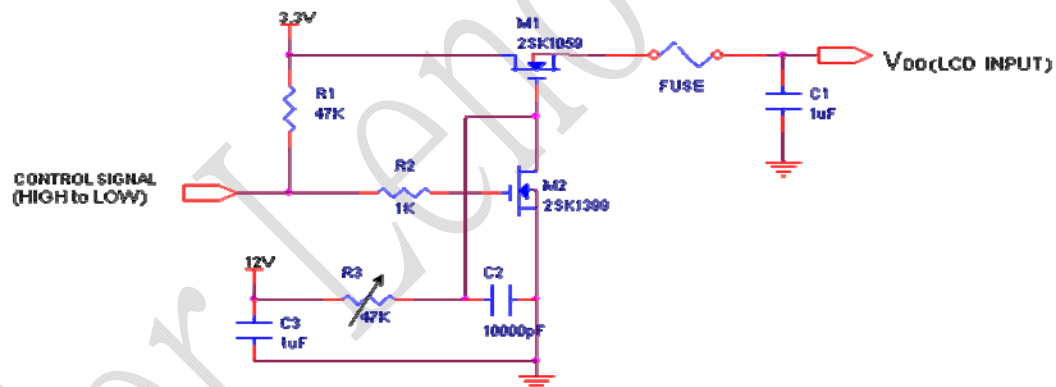 3.3V
M1
2SK1059
VDD(LCD INPUT)
R1
47K
FUSE
C1
1uF
R2
1K
CONTROL SIGNAL
(HIGH to LOW)
M2
2SK1399
12V
R3
47K
C2
10000pF
C3
1uF